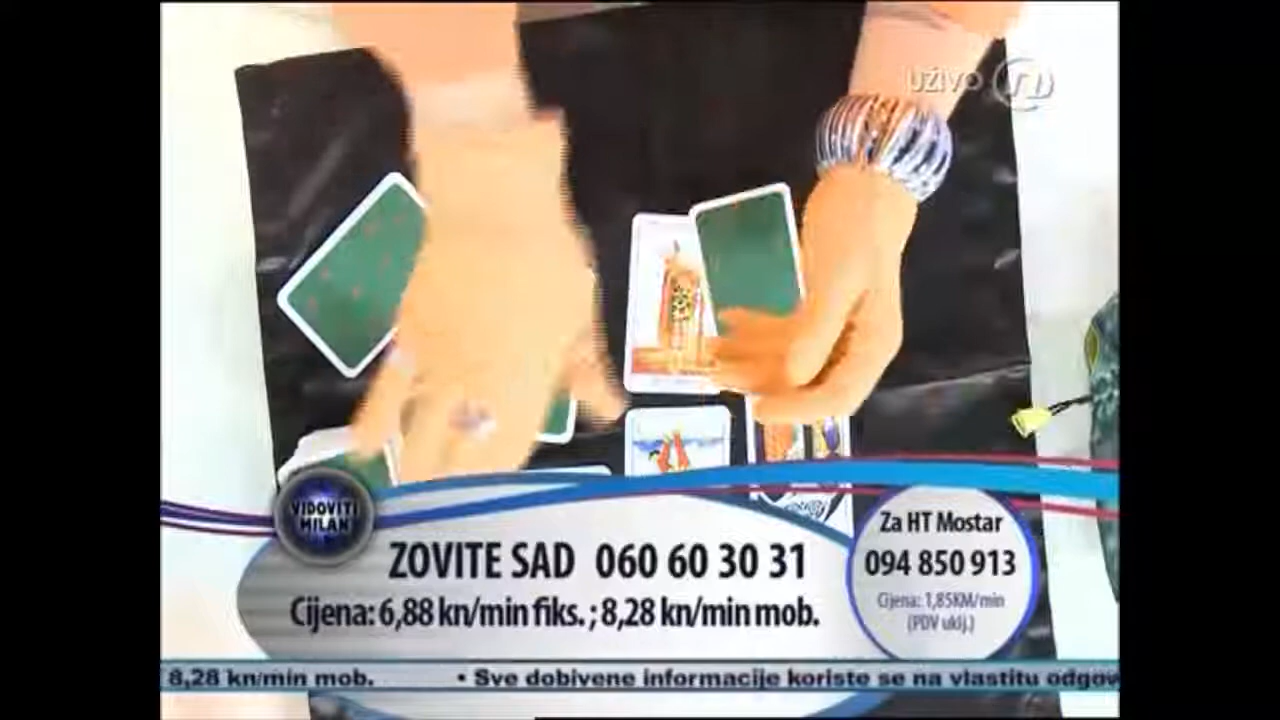 uživo
VIDOVITI
MILAN
ZOVITE SAD 060 60 30 31
Cijena: 6,88 kn/min fiks. ; 8,28 kn/min mob.
Za HT Mostar
094 850 913
Cijena: 1,85KM/min
(PDV uklj.)
8,28 kn/min mob. • Sve dobivene informacije koriste se na vlastitu odgov